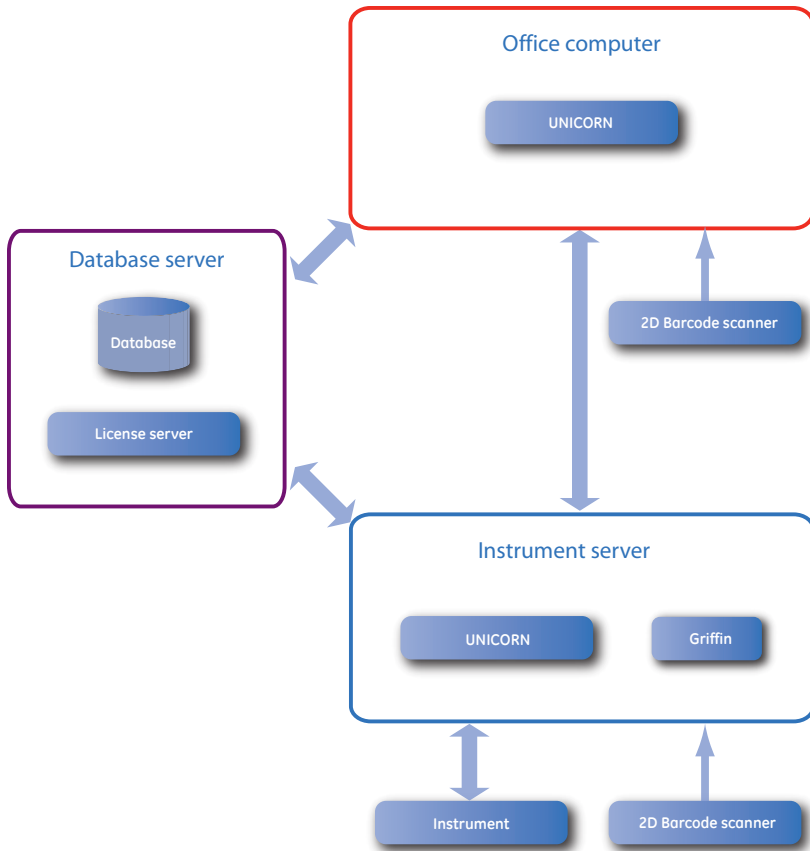 Office computer
UNICORN
Database server
Database
License server
2D Barcode scanner
Instrument server
UNICORN
Griffin
Instrument
2D Barcode scanner